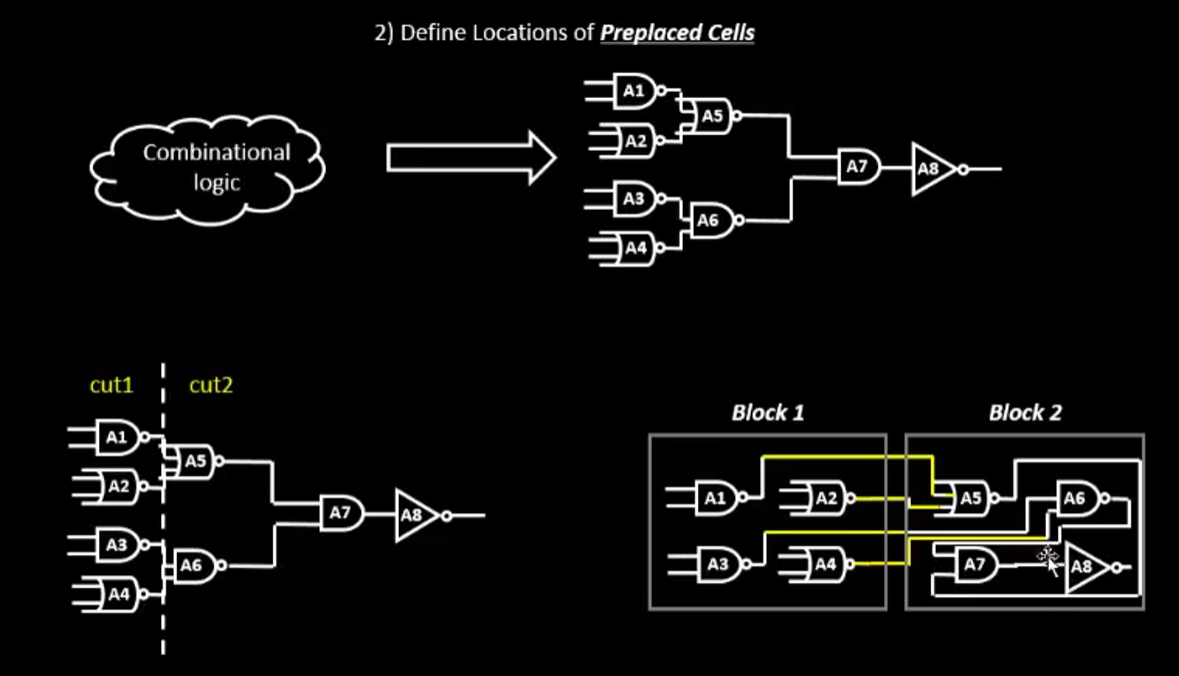 2) Define Locations of Preplaced Cells
Combinational
logic
A1
A5
A2
A7
A8
A3
A6
A4
cut1 cut2
A1
A5
A2
A7
A8
A3
A6
A4
Block 1
Block 2
A1
A2
A5
A6
A3
A4
A7
A8